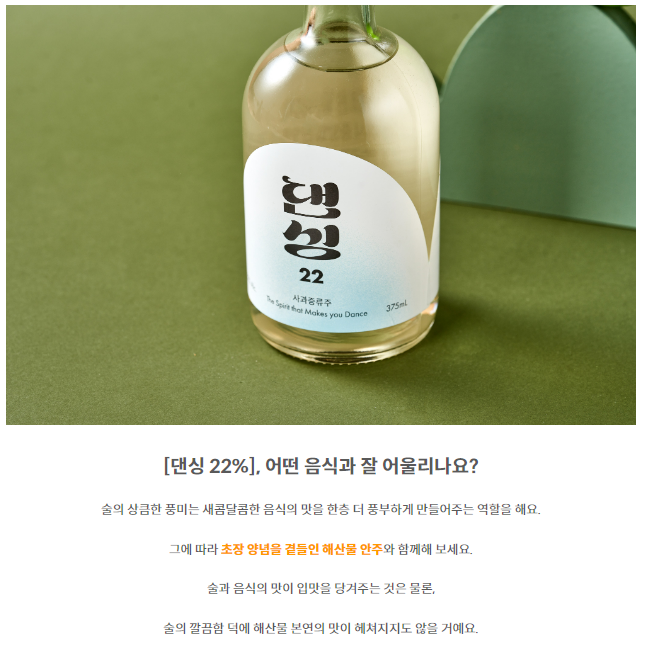 댄
싱
22
사과증류주
The Spirit that Makes you Dance
375mL
[댄싱 22%], 어떤 음식과 잘 어울리나요?
술의 상큼한 풍미는 새콤달콤한 음식의 맛을 한층 더 풍부하게 만들어주는 역할을 해요.
그에 따라 초장 양념을 곁들인 해산물 안주와 함께해 보세요.
술과 음식의 맛이 입맛을 당겨주는 것은 물론,
술의 깔끔함 덕에 해산물 본연의 맛이 헤쳐지지도 않을 거예요.